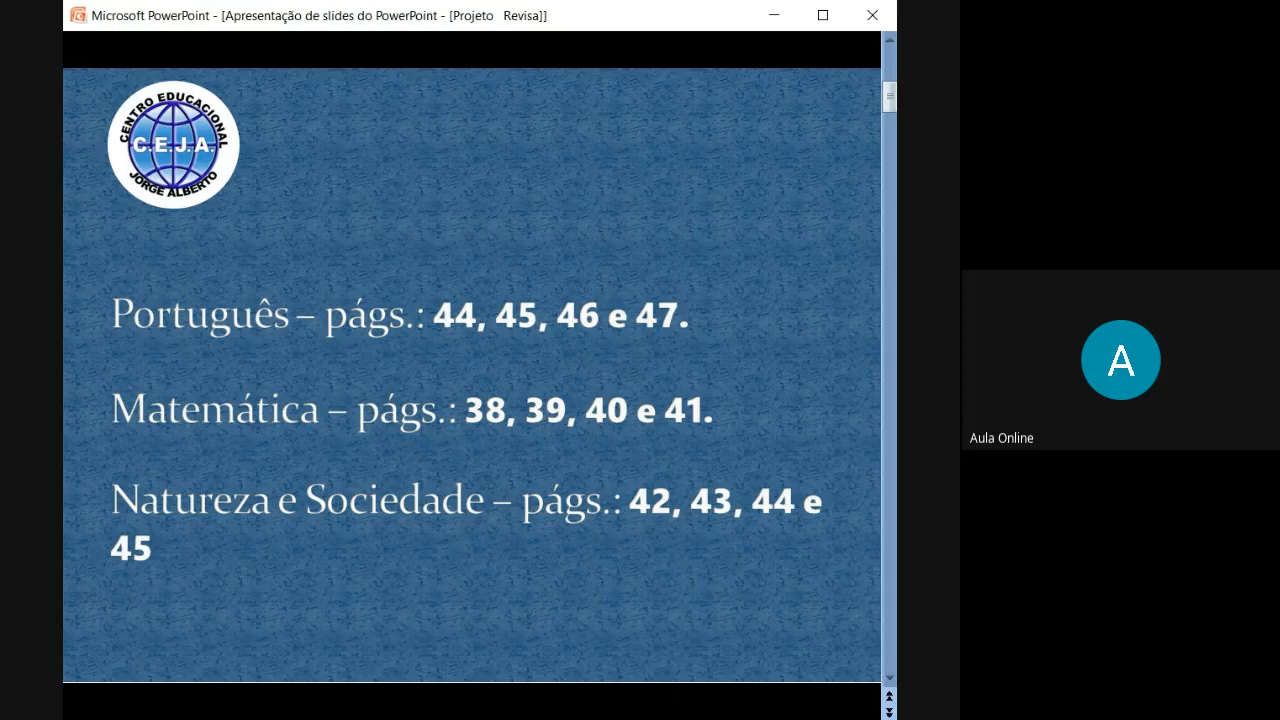 Microsoft PowerPoint - [Apresentação de slides do PowerPoint - [Projeto   Revisa]]
CENTRO EDUCACIONAL
C.E.J.A.
JORGE ALBERTO
Português – págs.: 44, 45, 46 e 47.
Matemática – págs.: 38, 39, 40 e 41.
Natureza e Sociedade – págs.: 42, 43, 44 e
45
A
Aula Online